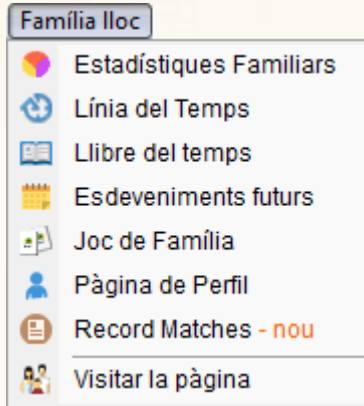 Família lloc
Estadístiques Familiars
Línia del Temps
Llibre del temps
Esdeveniments futurs
Joc de Família
Pàgina de Perfil
Record Matches - nou
Visitar la pàgina